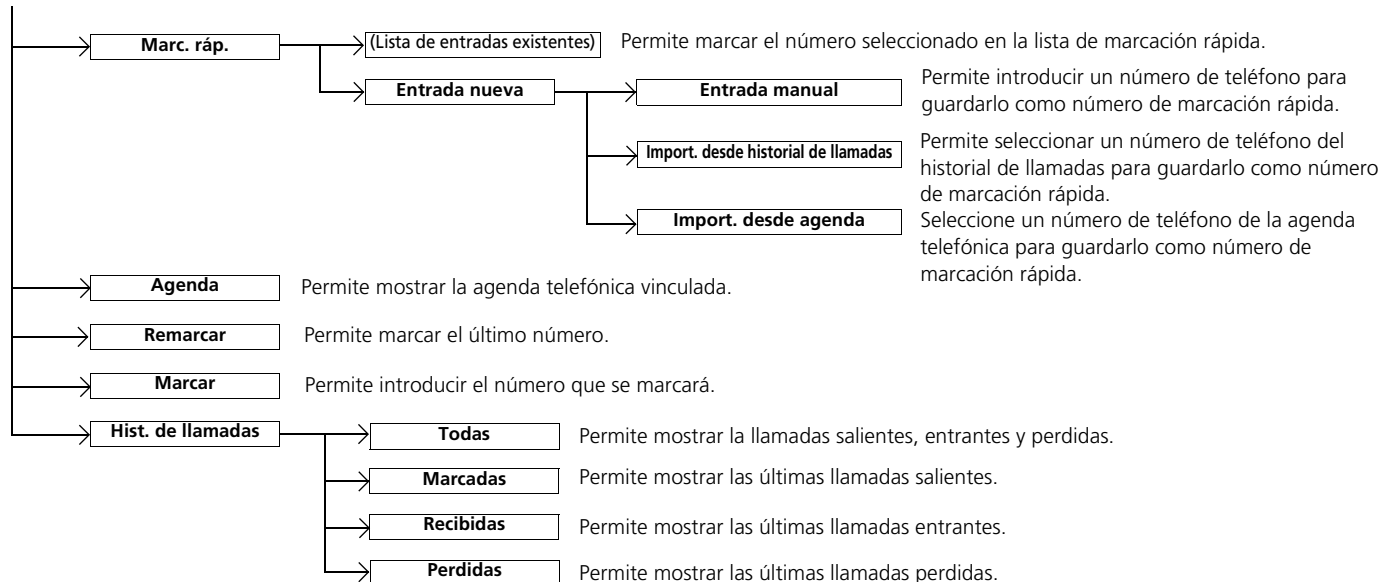 Marc. ráp.
(Lista de entradas existentes)
Permite marcar el número seleccionado en la lista de marcación rápida.
Entrada nueva
Entrada manual
Permite introducir un número de teléfono para
guardarlo como número de marcación rápida.
Import. desde historial de llamadas
Permite seleccionar un número de teléfono del
historial de llamadas para guardarlo como número
de marcación rápida.
Import. desde agenda
Seleccione un número de teléfono de la agenda
telefónica para guardarlo como número de
marcación rápida.
Agenda
Permite mostrar la agenda telefónica vinculada.
Remarcar
Permite marcar el último número.
Marcar
Permite introducir el número que se marcará.
Hist. de llamadas
Todas
Permite mostrar la llamadas salientes, entrantes y perdidas.
Marcadas
Permite mostrar las últimas llamadas salientes.
Recibidas
Permite mostrar las últimas llamadas entrantes.
Perdidas
Permite mostrar las últimas llamadas perdidas.